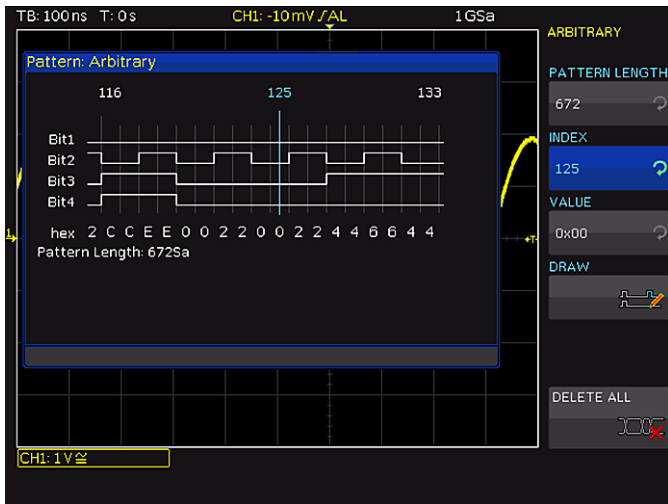 TB: 100 ns T: 0 s CH1: -10 mV AL 1 GSa
ARBITRARY
Pattern: Arbitrary
116 125 133
Bit1
Bit2
Bit3
Bit4
hex 2 C C E E 0 0 2 2 0 0 2 2 4 4 6 6 4 4
Pattern Length: 672Sa
PATTERN LENGTH
672
INDEX
125
VALUE
0x00
DRAW
DELETE ALL
1
T
CH1: 1 V ≅